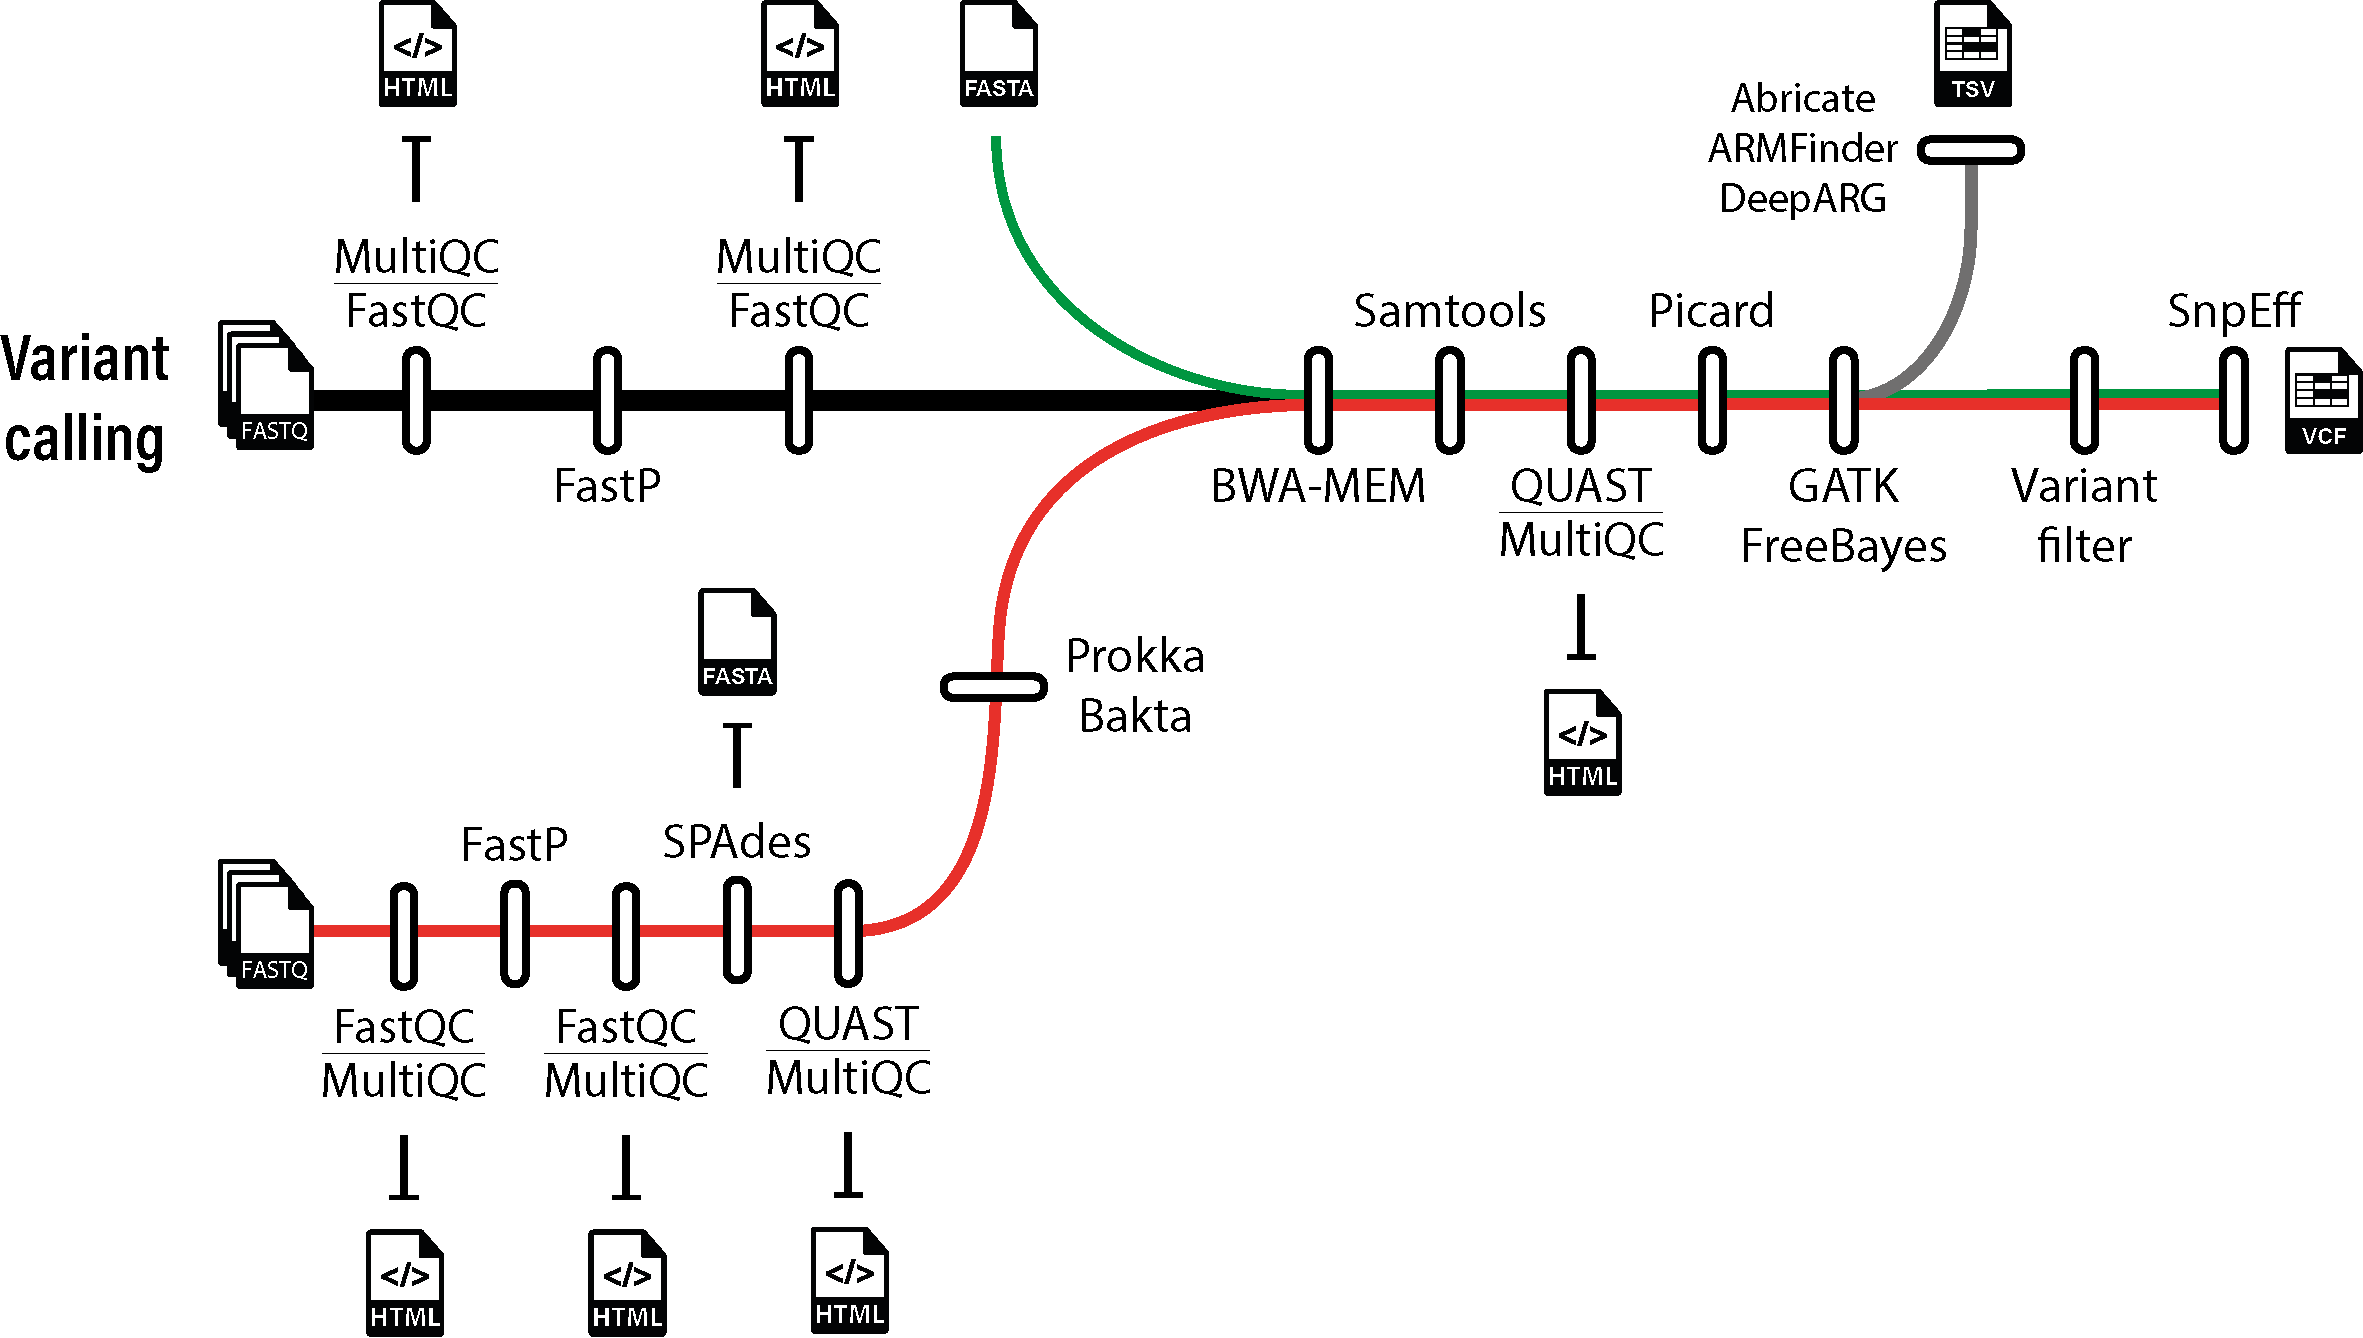 </>
HTML
</>
HTML
FASTA
TSV
Abricate
ARMFinder
DeepARG
MultiQC
FastQC
MultiQC
FastQC
Samtools
Picard
SnpEff
Variant
calling
FASTQ
VCF
FastP
BWA-MEM
QUAST
MultiQC
GATK
FreeBayes
Variant
filter
</>
HTML
FASTA
Prokka
Bakta
FastP
SPAdes
FASTQ
FastQC
MultiQC
FastQC
MultiQC
QUAST
MultiQC
</>
HTML
</>
HTML
</>
HTML